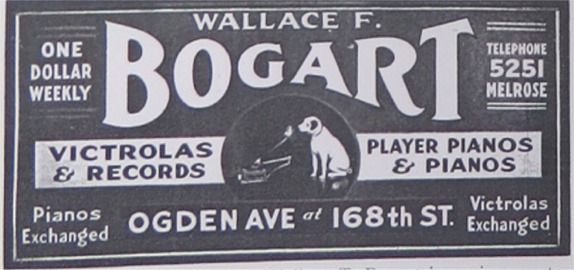 WALLACE F.
BOGART
ONE
DOLLAR
WEEKLY
TELEPHONE
5251
MELROSE
VICTROLAS
& RECORDS
PLAYER PIANOS
& PIANOS
Pianos
Exchanged
OGDEN AVE at 168th ST.
Victrolas
Exchanged